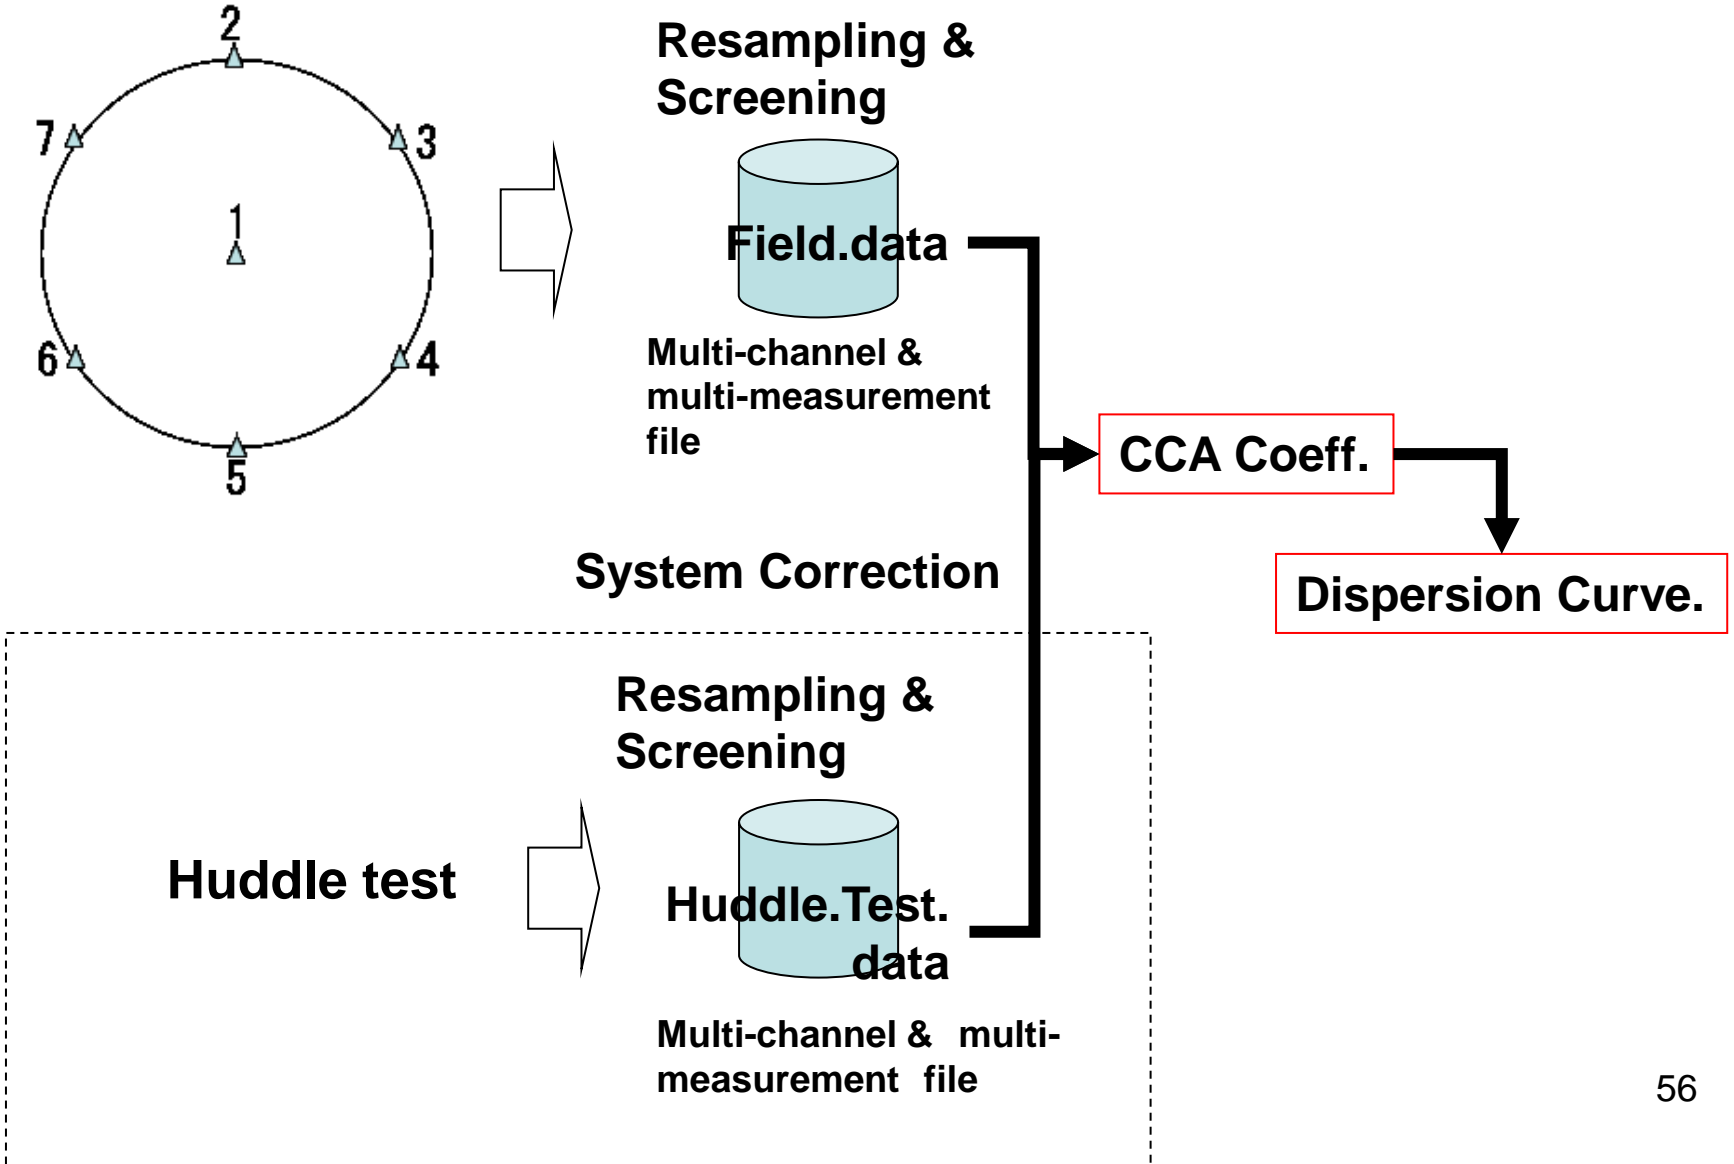 2
7
3
1
6
4
5
Resampling &
Screening
Field.data
Multi-channel &
multi-measurement
file
CCA Coeff.
System Correction
Dispersion Curve.
Resampling &
Screening
Huddle test
Huddle.Test.
data
Multi-channel & multi-
measurement file
56